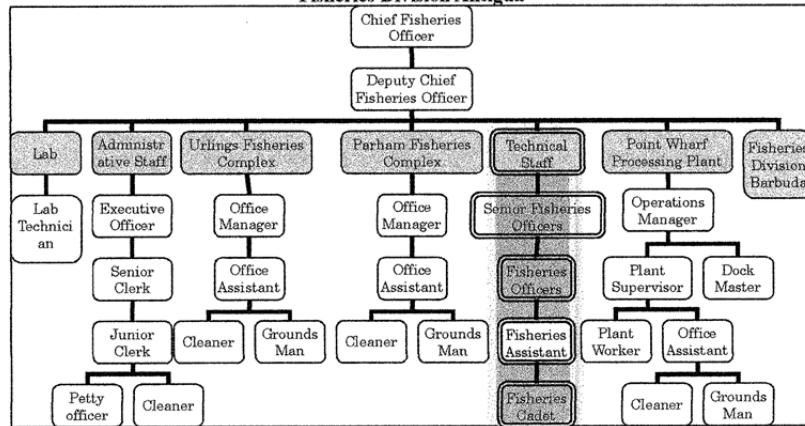 Fisheries Division Antigua
Chief Fisheries
Officer
Deputy Chief
Fisheries Officer
Lab
Administr
ative Staff
Urlings Fisheries
Complex
Parham Fisheries
Complex
Technical
Staff
Point Wharf
Processing Plant
Fisheries
Division
Barbuda
Lab
Technic
ian
Executive
Officer
Office
Manager
Office
Manager
Senior Fisheries
Officers
Operations
Manager
Senior
Clerk
Office
Assistant
Office
Assistant
Fisheries
Officers
Plant
Supervisor
Dock
Master
Junior
Clerk
Cleaner
Grounds
Man
Cleaner
Grounds
Man
Fisheries
Assistant
Plant
Worker
Office
Assistant
Petty
officer
Cleaner
Fisheries
Cadet
Cleaner
Grounds
Man